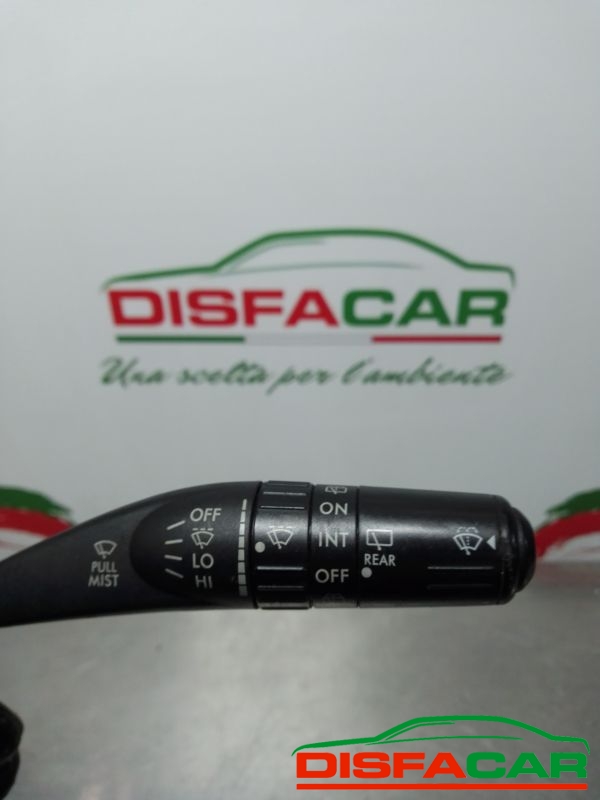 DISFACAR
Una scelta per l'ambiente
OFF
LO
HI
PULL
MIST
ON
INT
OFF
REAR
DISFACAR